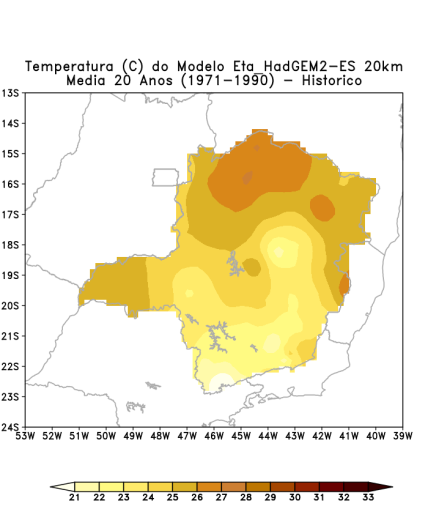 Temperatura (C) do Modelo Eta_HadGEM2-ES 20km
Media 20 Anos (1971-1990) - Historico
13S
14S
15S
16S
17S
18S
19S
20S
21S
22S
23S
24S
53W 52W 51W 50W 49W 48W 47W 46W 45W 44W 43W 42W 41W 40W 39W
21 22 23 24 25 26 27 28 29 30 31 32 33